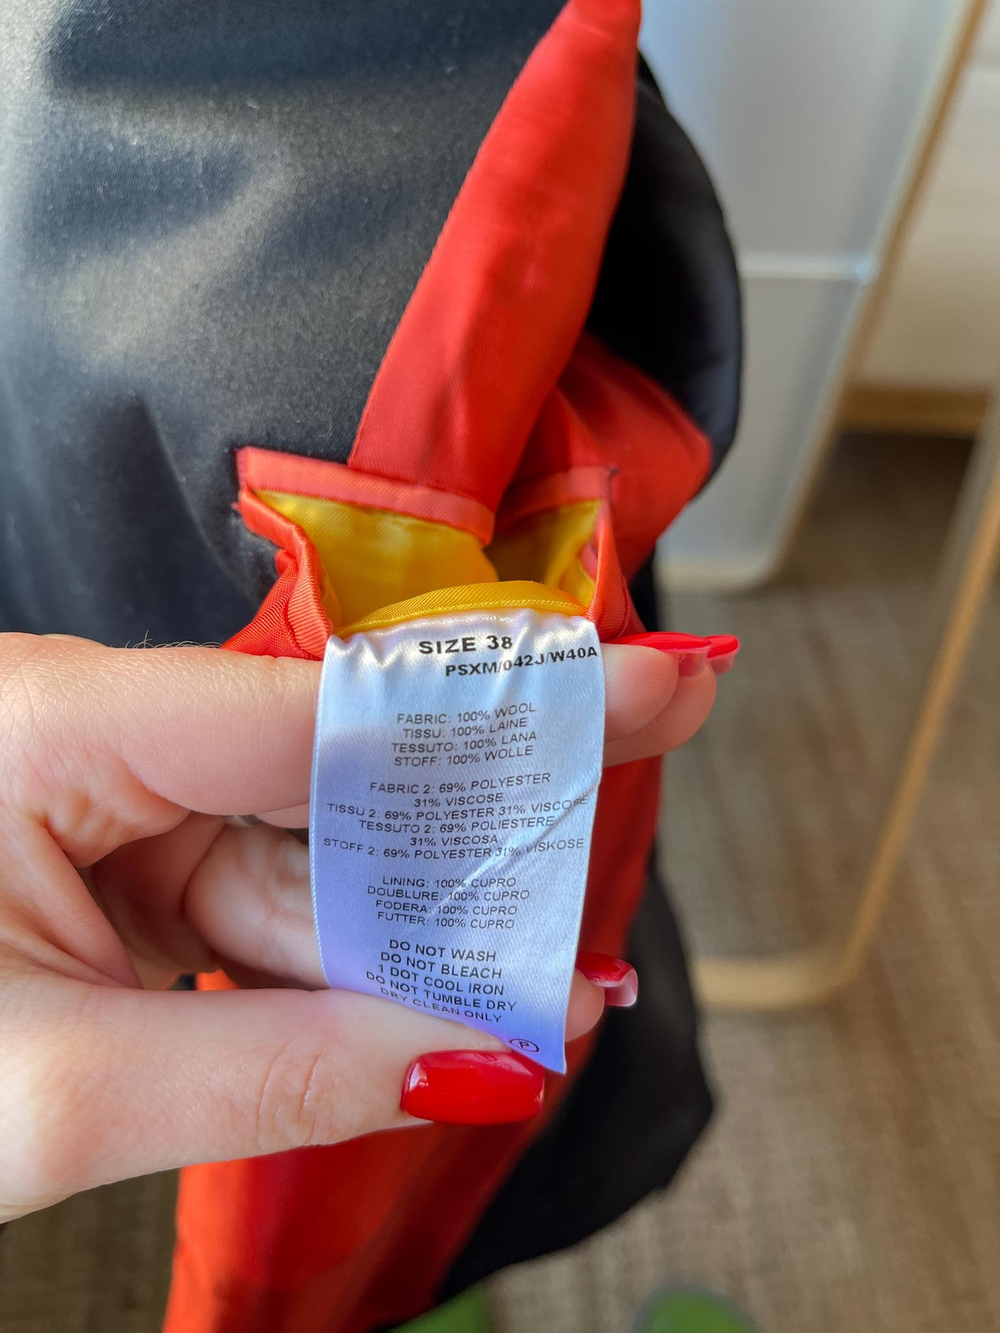 SIZE 38
PSXM/042J/W40A
FABRIC: 100% WOOL
TISSU: 100% LAINE
TESSUTO: 100% LANA
STOFF: 100% WOLLE
FABRIC 2: 69% POLYESTER
31% VISCOSE
TISSU 2: 69% POLYESTER 31% VISCOSE
TESSUTO 2: 69% POLIESTERE
31% VISCOSA
STOFF 2: 69% POLYESTER 31% VISKOSE
LINING: 100% CUPRO
DOUBLURE: 100% CUPRO
FODERA: 100% CUPRO
FUTTER: 100% CUPRO
DO NOT WASH
DO NOT BLEACH
1 DOT COOL IRON
DO NOT TUMBLE DRY
DRY CLEAN ONLY
P